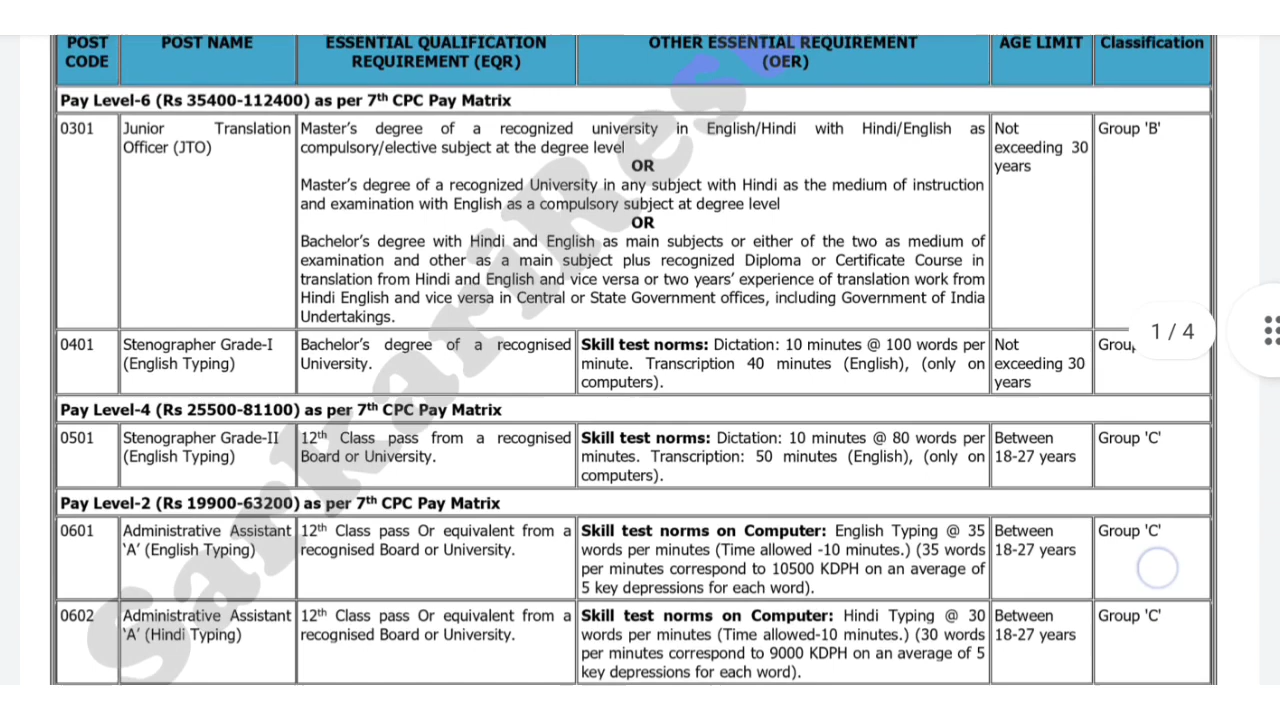 POST CODE POST NAME ESSENTIAL QUALIFICATION REQUIREMENT (EQR) OTHER ESSENTIAL REQUIREMENT (OER) AGE LIMIT Classification
Pay Level-6 (Rs 35400-112400) as per 7th CPC Pay Matrix
0301
Junior Translation
Officer (JTO)
Master's degree of a recognized university in English/Hindi with Hindi/English as
compulsory/elective subject at the degree level
OR
Master's degree of a recognized University in any subject with Hindi as the medium of instruction
and examination with English as a compulsory subject at degree level
OR
Bachelor's degree with Hindi and English as main subjects or either of the two as medium of
examination and other as a main subject plus recognized Diploma or Certificate Course in
translation from Hindi and English and vice versa or two years' experience of translation work from
Hindi English and vice versa in Central or State Government offices, including Government of India
Undertakings.
Not
exceeding 30
years
Group 'B'
0401
Stenographer Grade-I
(English Typing)
Bachelor's degree of a recognised
University.
Skill test norms: Dictation: 10 minutes @ 100 words per
minute. Transcription 40 minutes (English), (only on
computers).
Not
exceeding 30
years
1 / 4
Pay Level-4 (Rs 25500-81100) as per 7th CPC Pay Matrix
0501
Stenographer Grade-II
(English Typing)
12th Class pass from a recognised
Board or University.
Skill test norms: Dictation: 10 minutes @ 80 words per
minutes. Transcription: 50 minutes (English), (only on
computers).
Between
18-27 years
Group 'C'
Pay Level-2 (Rs 19900-63200) as per 7th CPC Pay Matrix
0601
Administrative Assistant
'A' (English Typing)
12th Class pass Or equivalent from a
recognised Board or University.
Skill test norms on Computer: English Typing @ 35
words per minutes (Time allowed -10 minutes.) (35 words
per minutes correspond to 10500 KDPH on an average of
5 key depressions for each word).
Between
18-27 years
Group 'C'
0602
Administrative Assistant
'A' (Hindi Typing)
12th Class pass Or equivalent from a
recognised Board or University.
Skill test norms on Computer: Hindi Typing @ 30
words per minutes (Time allowed-10 minutes.) (30 words
per minutes correspond to 9000 KDPH on an average of 5
key depressions for each word).
Between
18-27 years
Group 'C'